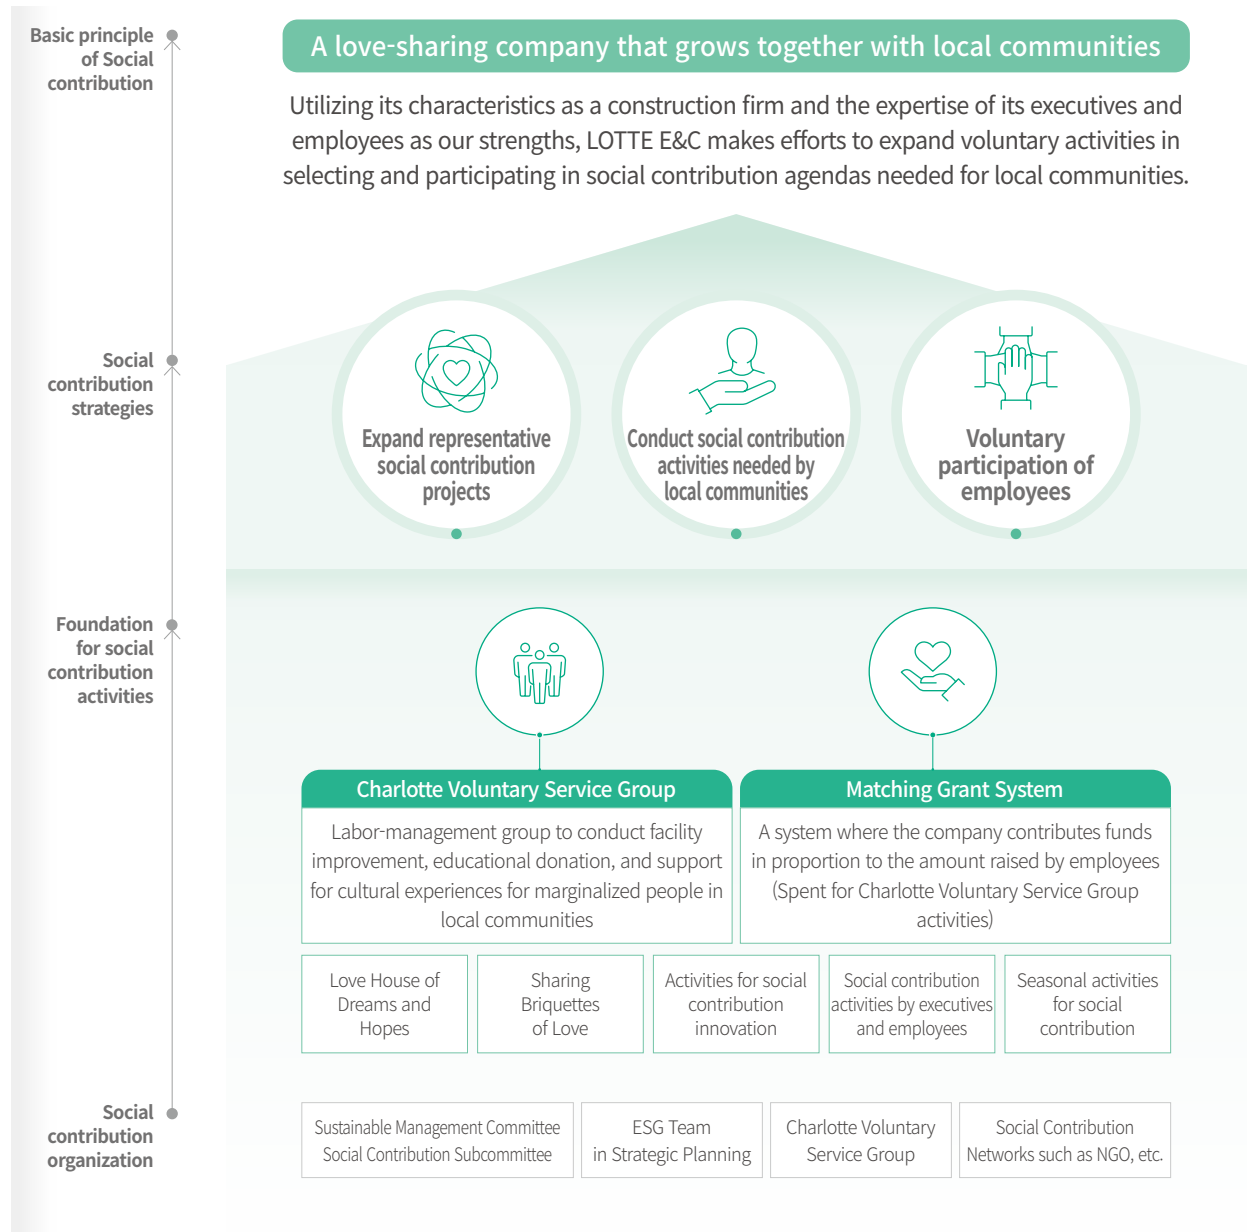 Basic principle
of Social
contribution
A love-sharing company that grows together with local communities
Utilizing its characteristics as a construction firm and the expertise of its executives and
employees as our strengths, LOTTE E&C makes efforts to expand voluntary activities in
selecting and participating in social contribution agendas needed for local communities.
Social
contribution
strategies
Expand representative
social contribution
projects
Conduct social contribution
activities needed by
local communities
Voluntary
participation of
employees
Foundation
for social
contribution
activities
Charlotte Voluntary Service Group
Labor-management group to conduct facility
improvement, educational donation, and support
for cultural experiences for marginalized people in
local communities
Matching Grant System
A system where the company contributes funds
in proportion to the amount raised by employees
(Spent for Charlotte Voluntary Service Group
activities)
Love House of
Dreams and
Hopes
Sharing
Briquettes
of Love
Activities for social
contribution
innovation
Social contribution
activities by executives
and employees
Seasonal activities
for social
contribution
Social
contribution
organization
Sustainable Management Committee
Social Contribution Subcommittee
ESG Team
in Strategic Planning
Charlotte Voluntary
Service Group
Social Contribution
Networks such as NGO, etc.